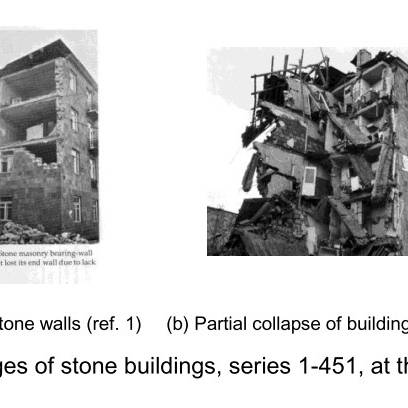 Stone masonry bearing-wall
t lost its end wall due to lack
tone walls (ref. 1) (b) Partial collapse of building
ges of stone buildings, series 1-451, at th